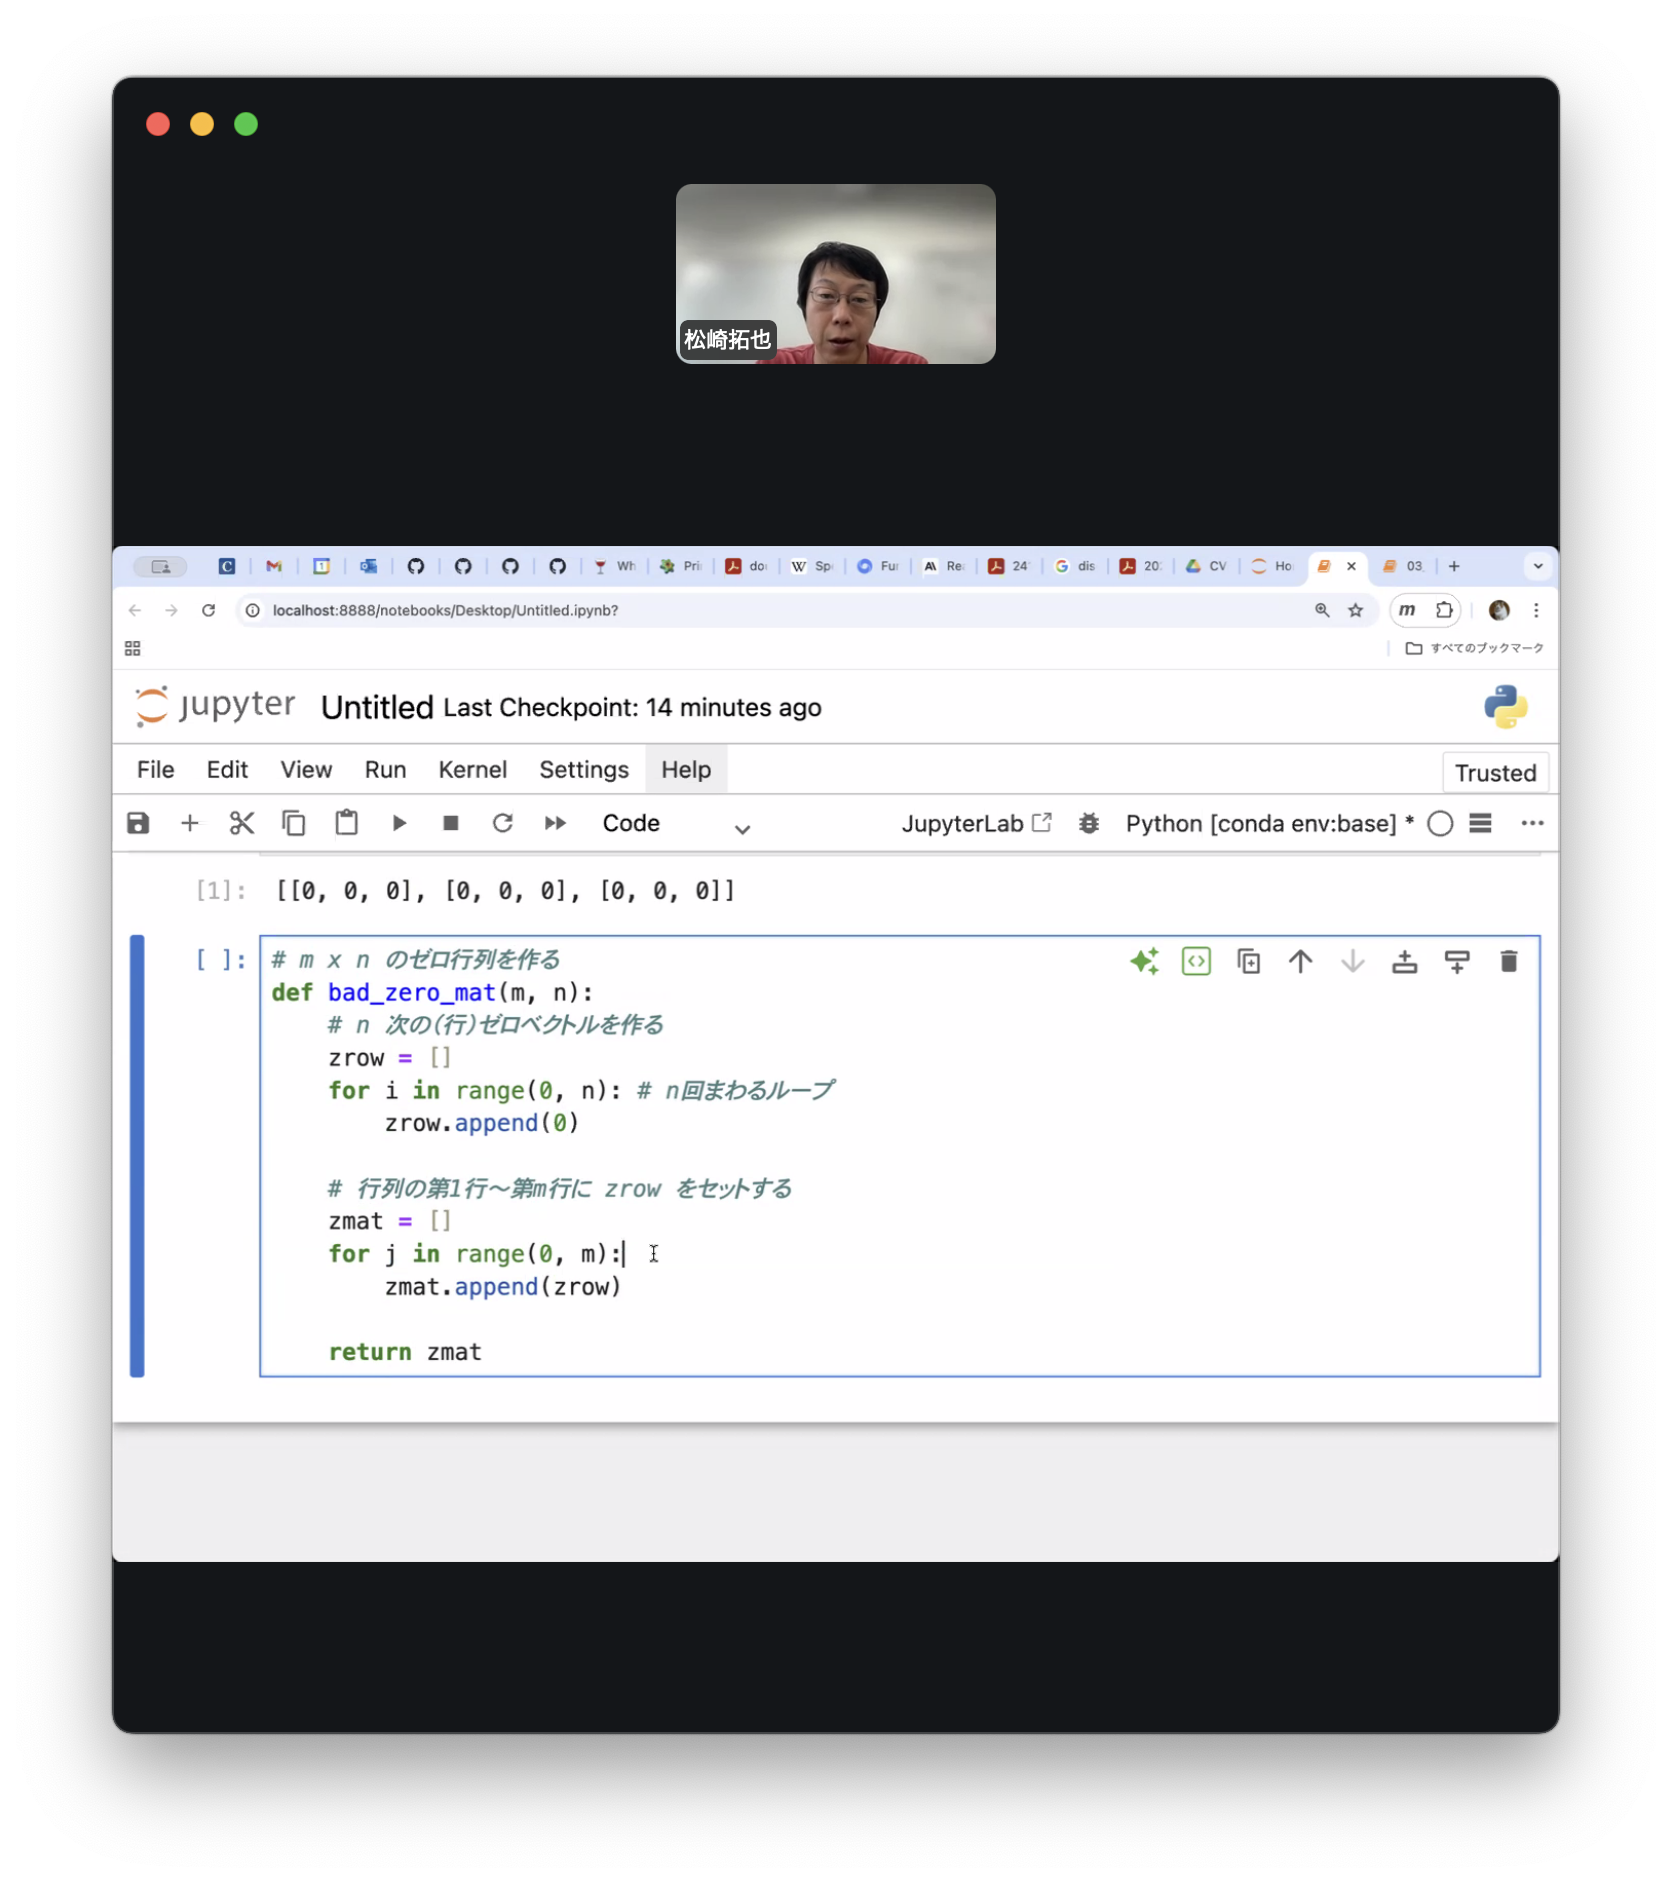 松崎拓也
Wh
Pri
do
Sp
Fu
Re
24
dis
20
CV
Ho
03
localhost:8888/notebooks/Desktop/Untitled.ipynb?
すべてのブックマーク
jupyter Untitled Last Checkpoint: 14 minutes ago
File Edit View Run Kernel Settings Help Trusted
Code JupyterLab Python [conda env:base] *
[1]: [[0, 0, 0], [0, 0, 0], [0, 0, 0]]
[ ]: # m x n のゼロ行列を作る
def bad_zero_mat(m, n):
# n 次の(行)ゼロベクトルを作る
zrow = []
for i in range(0, n): # n回まわるループ
zrow.append(0)
# 行列の第1行〜第m行に zrow をセットする
zmat = []
for j in range(0, m):
zmat.append(zrow)
return zmat